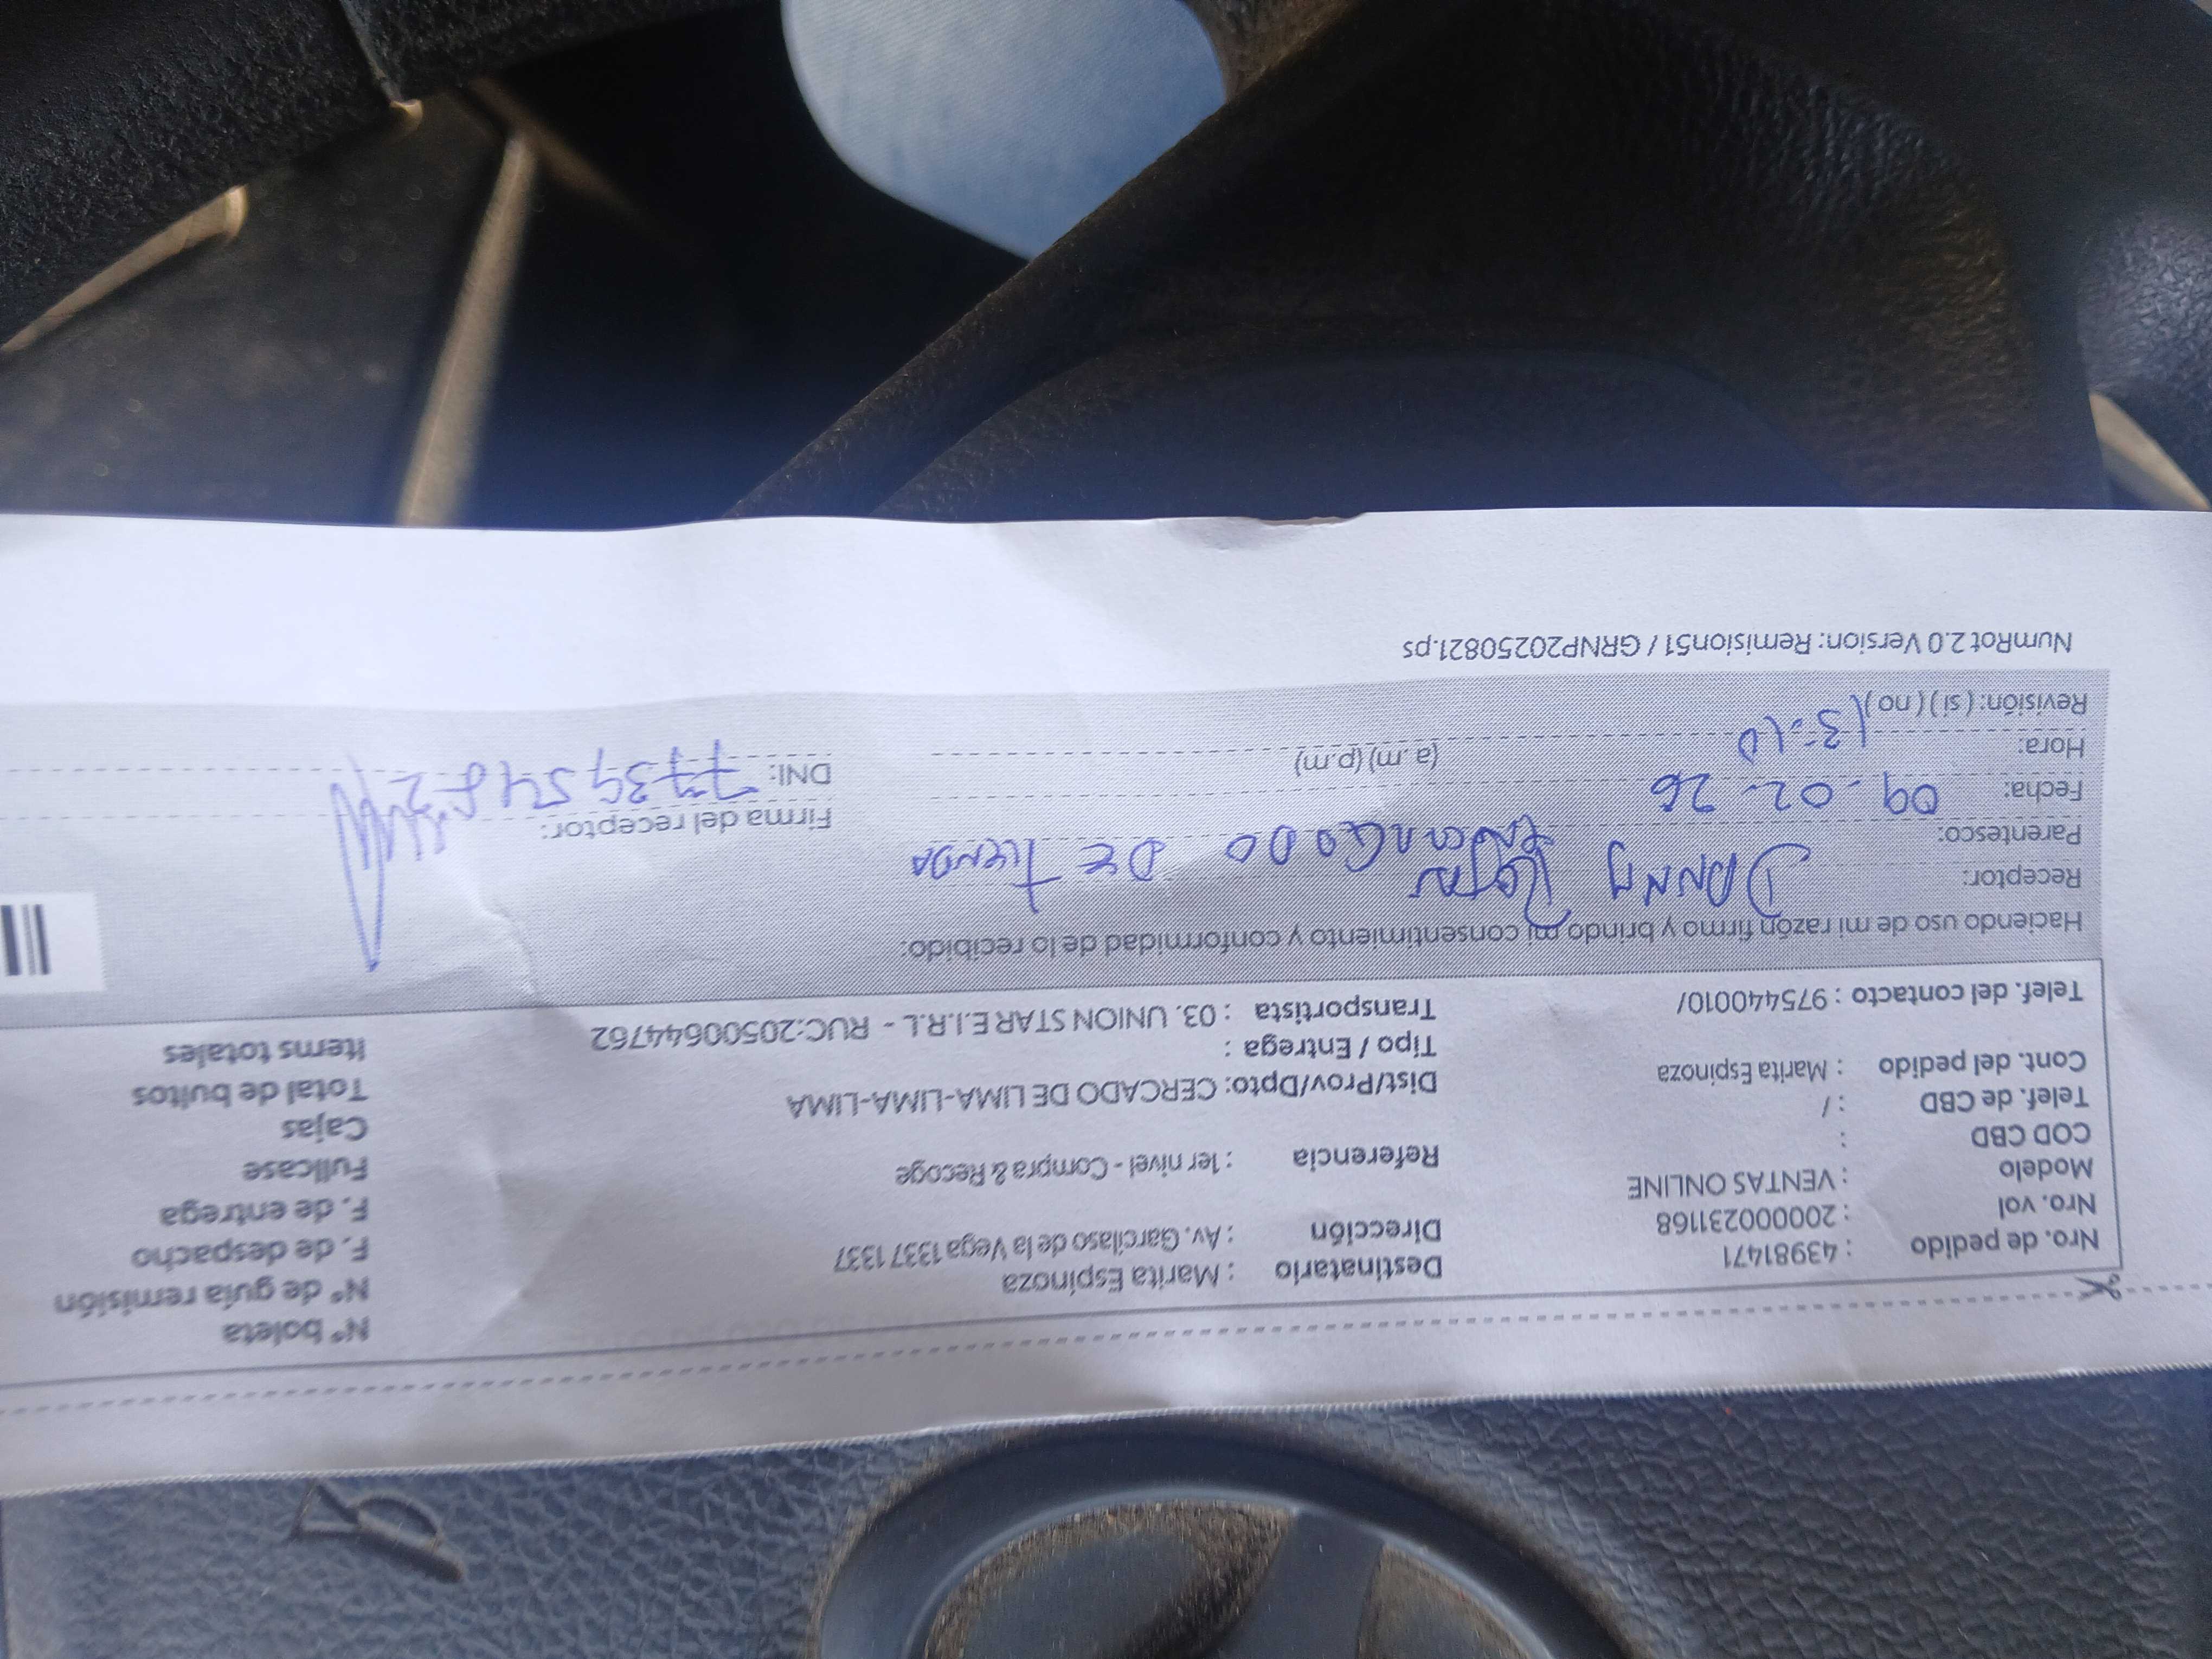 N° boleta
N° de guía remisión
F. de despacho
F. de entrega
Fullcase
Cajas
Total de bultos
Items totales
Nro. de pedido : 43981471
Nro. vol : 200000231168
Modelo : VENTAS ONLINE
COD CBD :
Telef. de CBD : /
Cont. del pedido : Marita Espinoza
Telef. del contacto : 975440010/
Destinatario : Marita Espinoza
Dirección : Av. Garcilaso de la Vega 1337 1337
Referencia : 1er nivel - Compra & Recoge
Dist/Prov/Dpto: CERCADO DE LIMA-LIMA-LIMA
Tipo / Entrega :
Transportista : 03. UNION STAR E.I.R.L - RUC:20500644762
Haciendo uso de mi razón firmo y brindo mi consentimiento y conformidad de lo recibido:
Receptor: DANNY
Parentesco: ENCARGADO DE TIENDA
Fecha: 09-02-26
Hora: 13:10 (a.m) (p.m)
Revisión: (si) (no)
Firma del receptor:
DNI:
NumRot 2.0 Version: Remision51 / GRNP20250821.ps